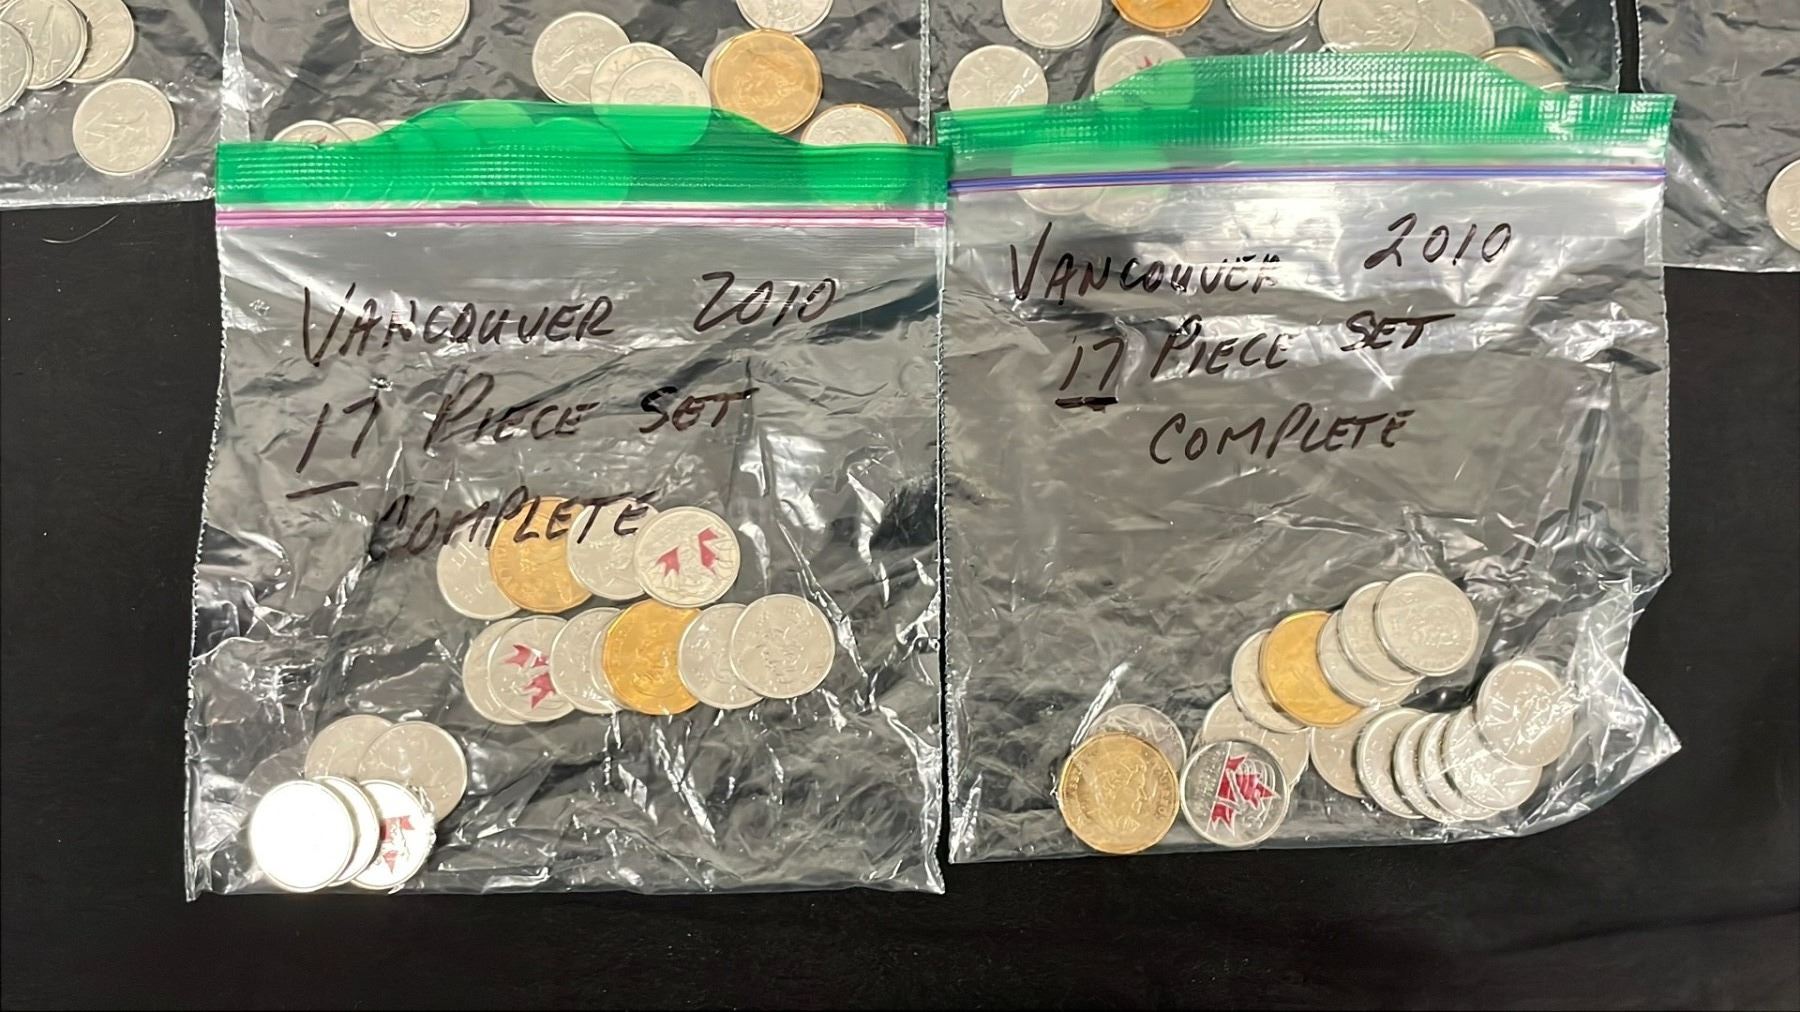 VANCOUVER 2010
17 PIECE SET
COMPLETE
VANCOUVER 2010
17 PIECE SET
COMPLETE